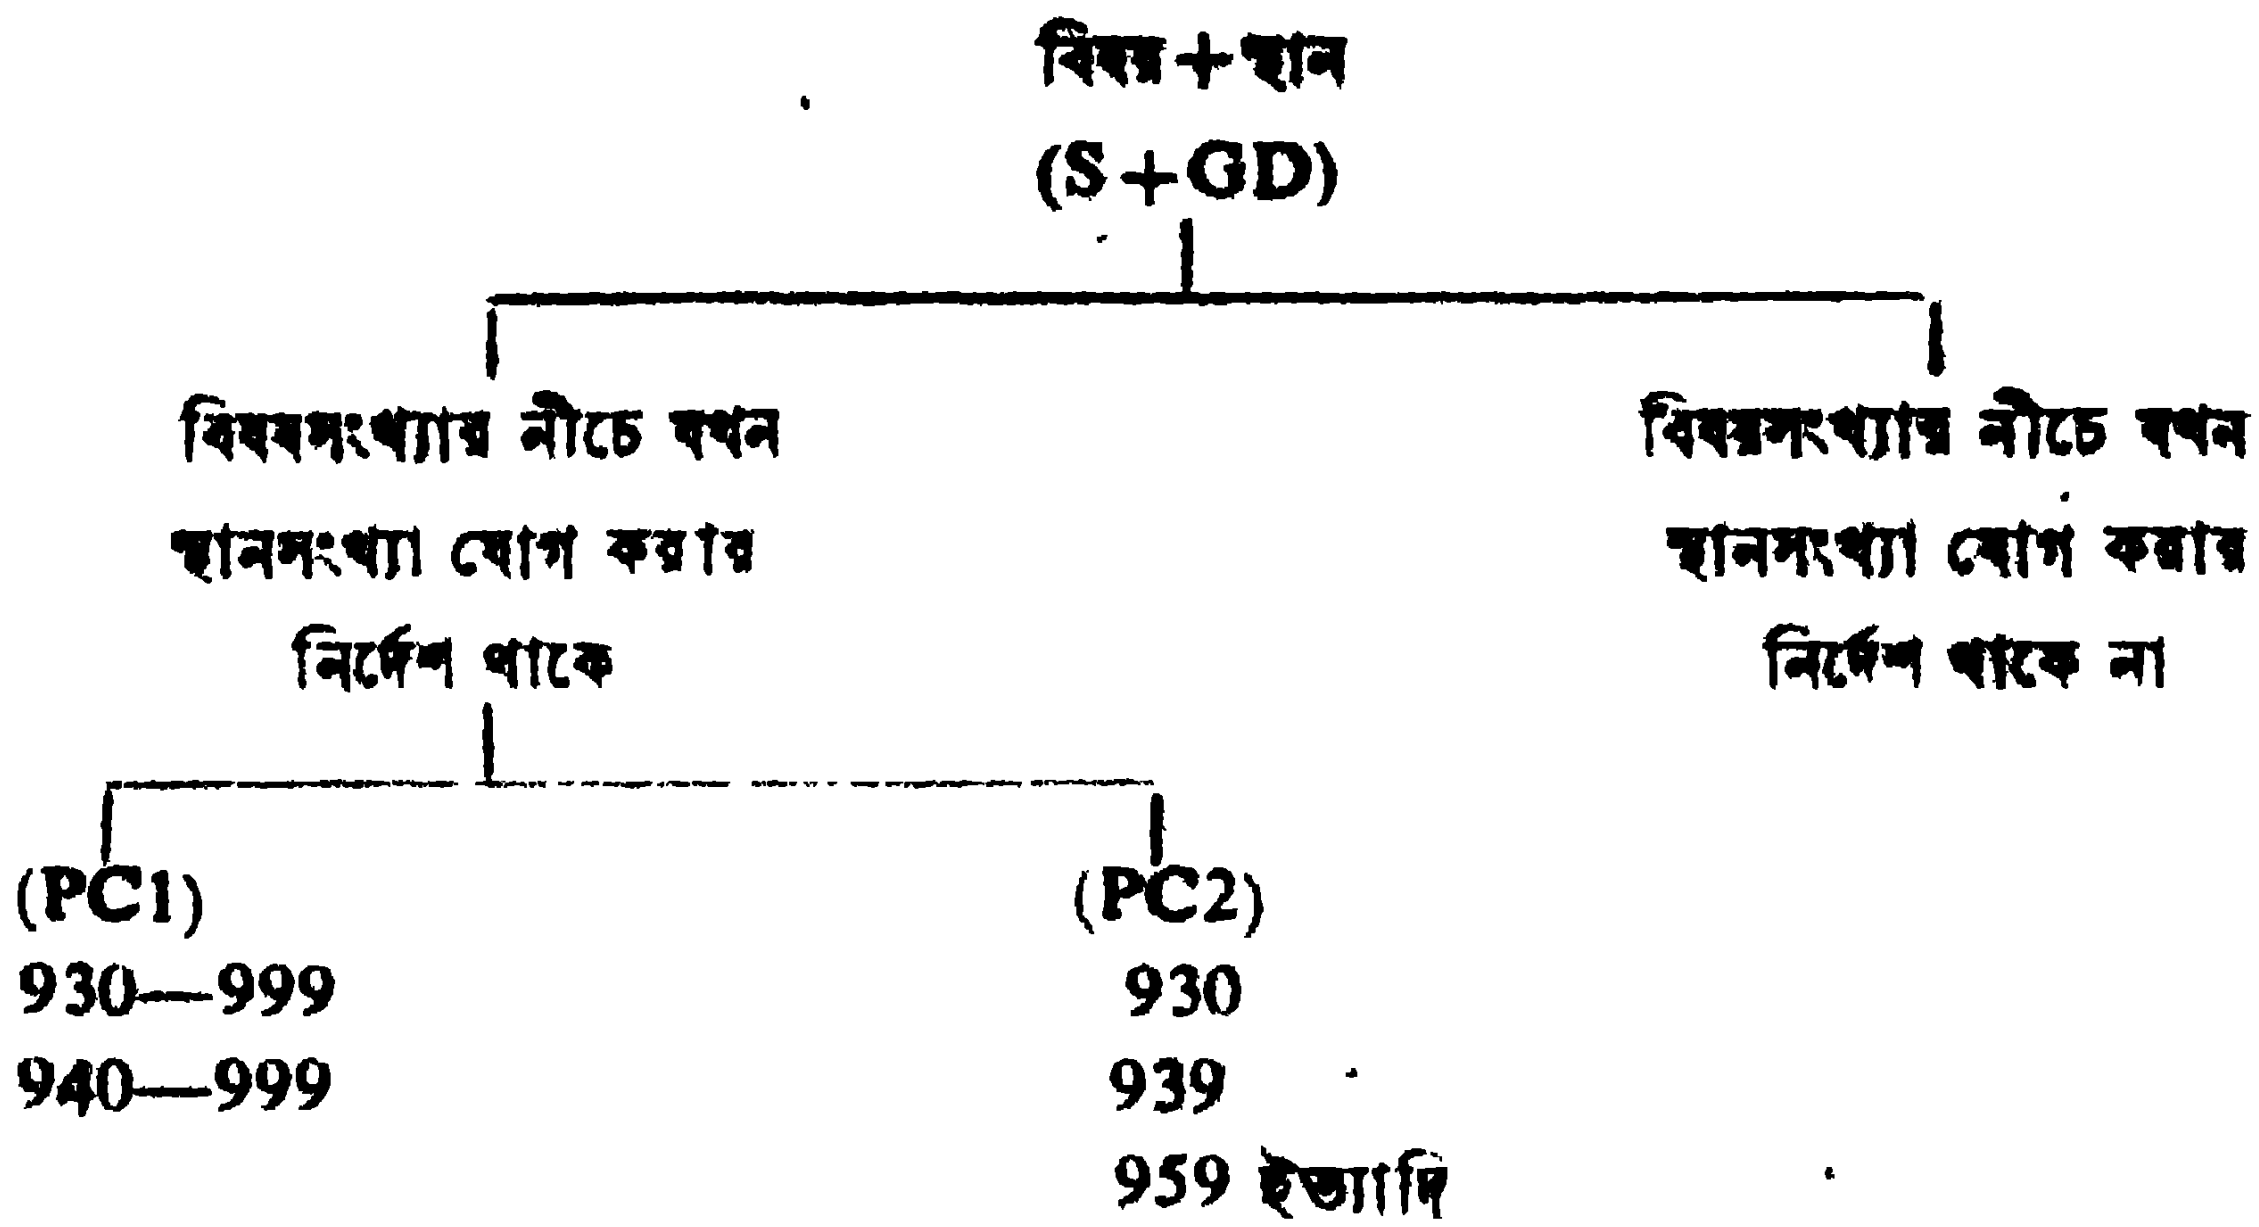 বিষয়+স্থান
(S+GD)
বিষয়সংখ্যার নীচে যখন
স্থানসংখ্যা যোগ করার
নির্দেশ থাকে
বিষয়সংখ্যার নীচে যখন
স্থানসংখ্যা যোগ করার
নির্দেশ থাকে না
(PC1)
930—999
940—999
(PC2)
930
939
959 ইত্যাদি